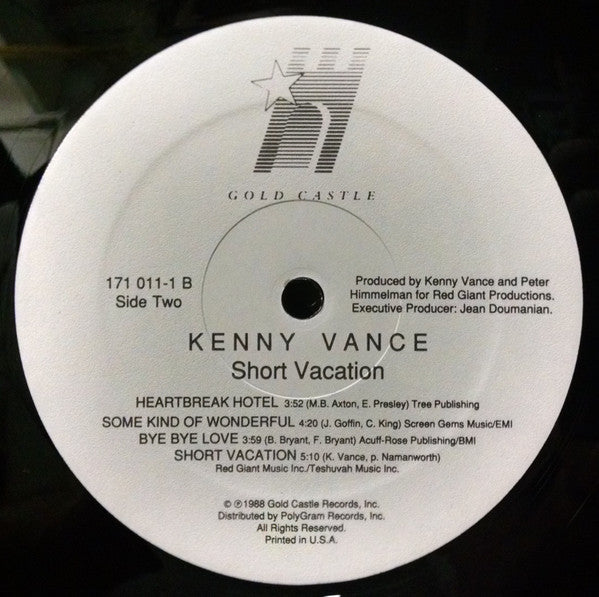 GOLD CASTLE
171 011-1 B
Side Two
Produced by Kenny Vance and Peter
Himmelman for Red Giant Productions.
Executive Producer: Jean Doumanian.
KENNY VANCE
Short Vacation
HEARTBREAK HOTEL 3:52 (M.B. Axton, E. Presley) Tree Publishing
SOME KIND OF WONDERFUL 4:20 (J. Goffin, C. King) Screen Gems Music/EMI
BYE BYE LOVE 3:59 (B. Bryant, F. Bryant) Acuff-Rose Publishing/BMI
SHORT VACATION 5:10 (K. Vance, p. Namanworth)
Red Giant Music Inc./Teshuvah Music Inc.
© ℗ 1988 Gold Castle Records, Inc.
Distributed by PolyGram Records, Inc.
All Rights Reserved.
Printed in U.S.A.